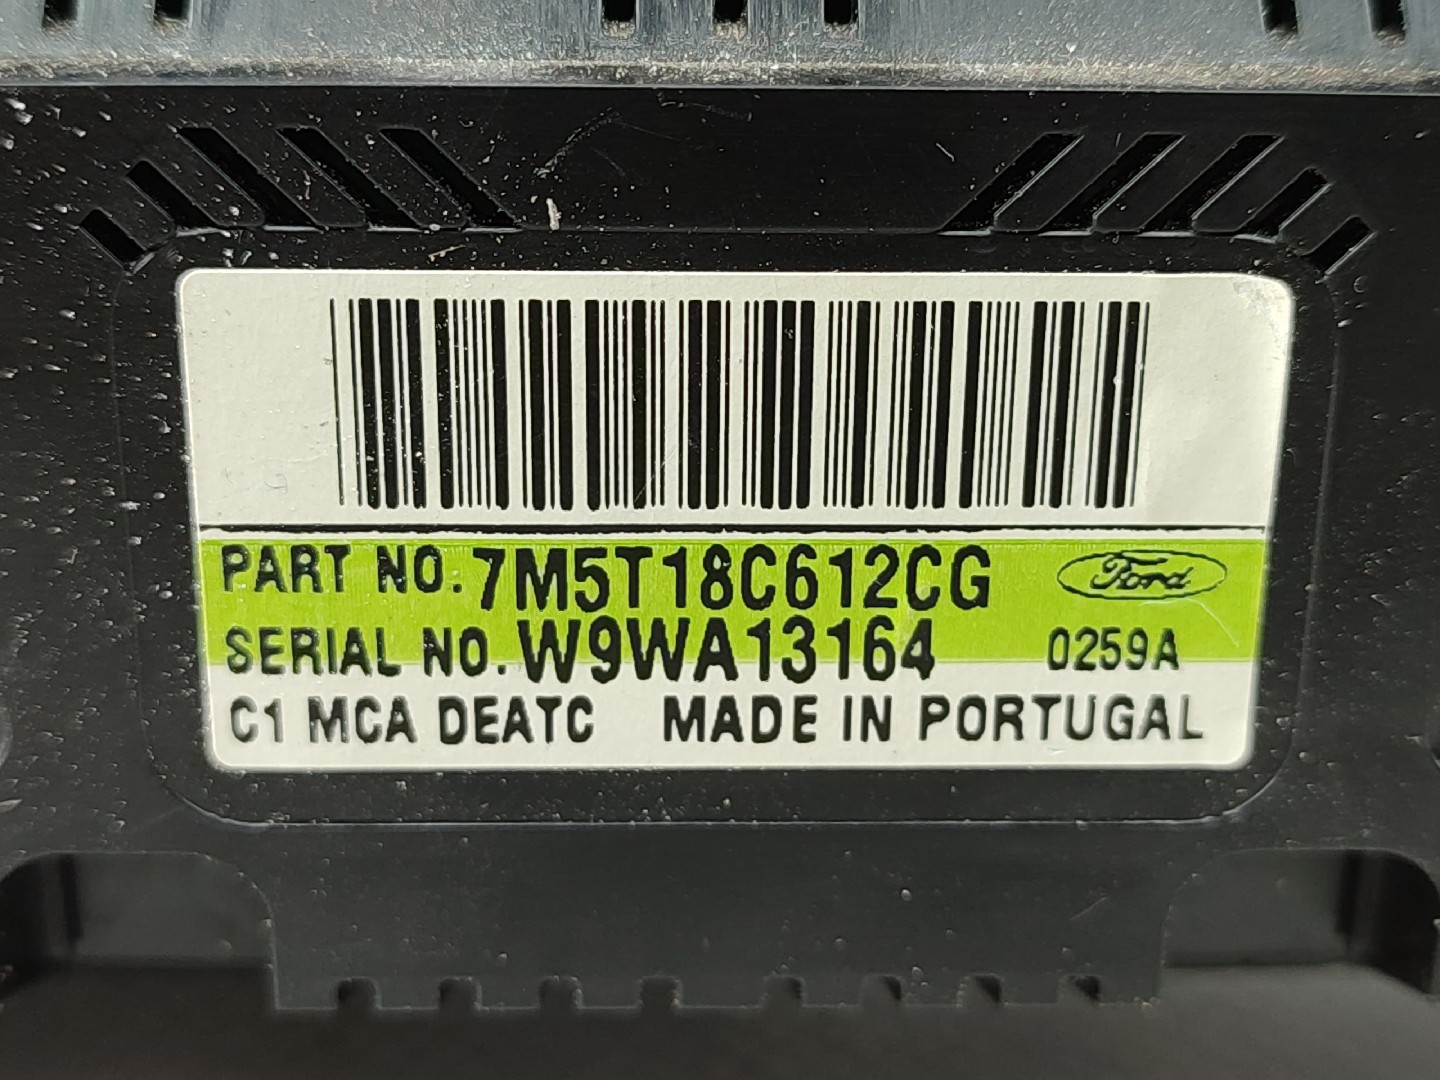 PART NO. 7M5T18C612CG Ford
SERIAL NO. W9WA13164 0259A
C1 MCA DEATC MADE IN PORTUGAL